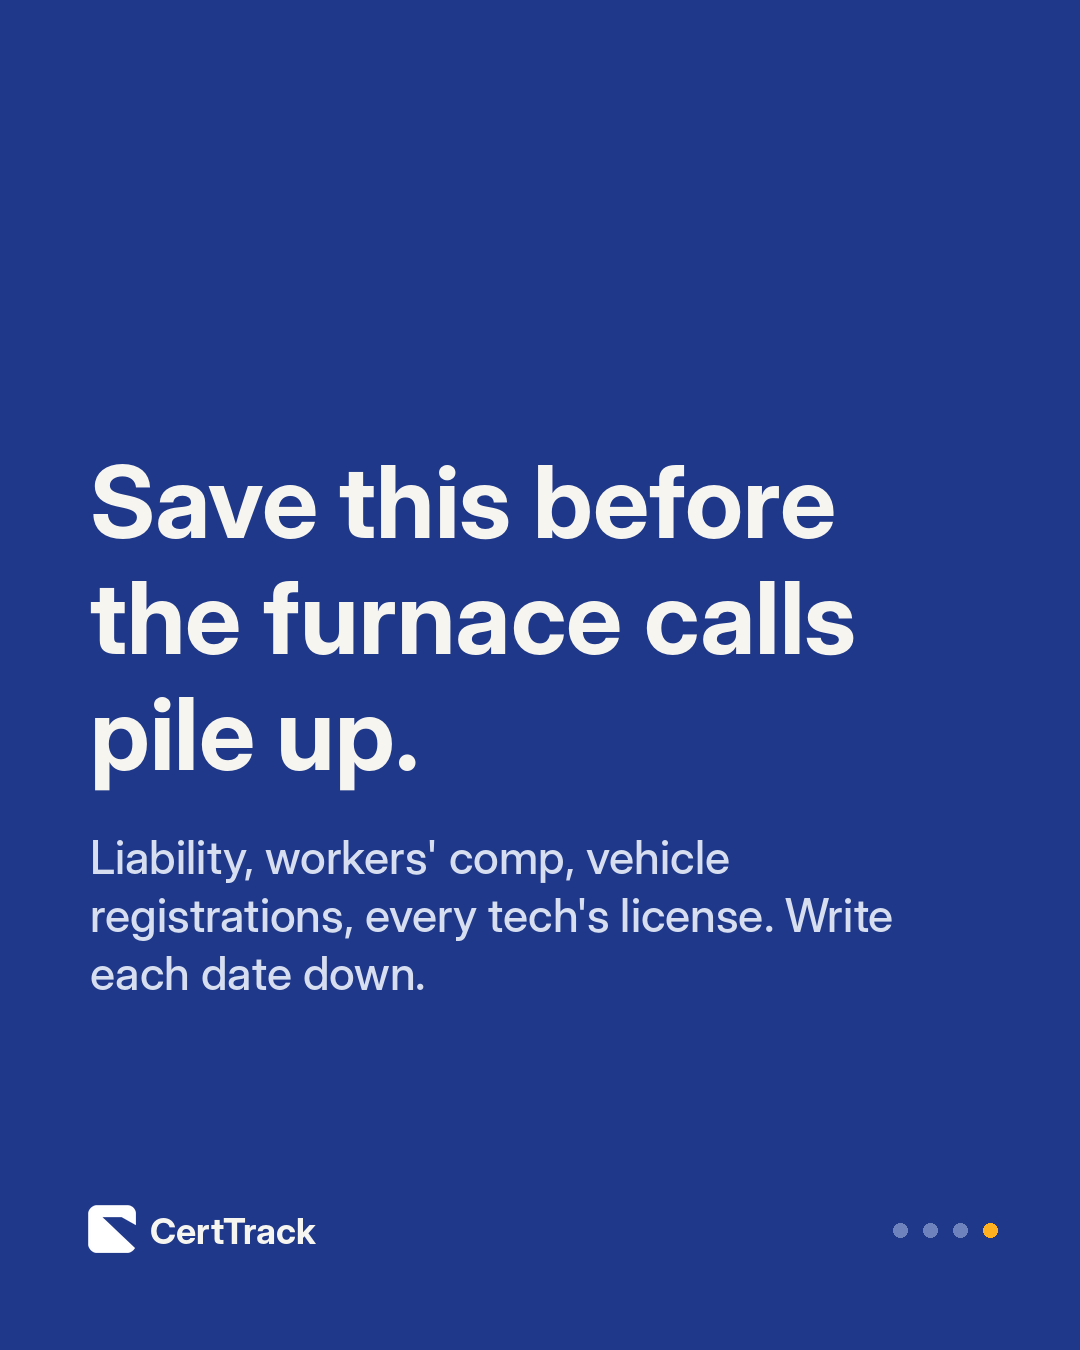 Save this before
the furnace calls
pile up.
Liability, workers' comp, vehicle
registrations, every tech's license. Write
each date down.
CertTrack